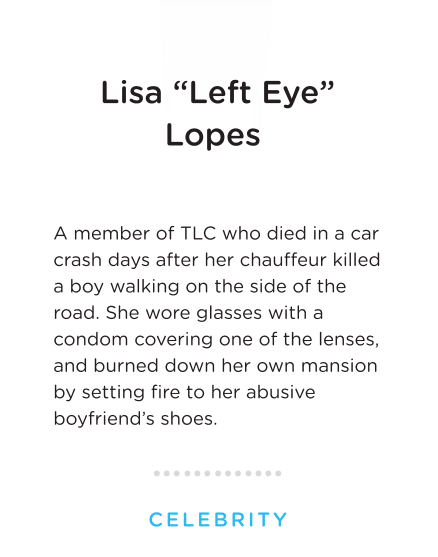 Lisa “Left Eye”
Lopes
A member of TLC who died in a car
crash days after her chauffeur killed
a boy walking on the side of the
road. She wore glasses with a
condom covering one of the lenses,
and burned down her own mansion
by setting fire to her abusive
boyfriend’s shoes.
CELEBRITY